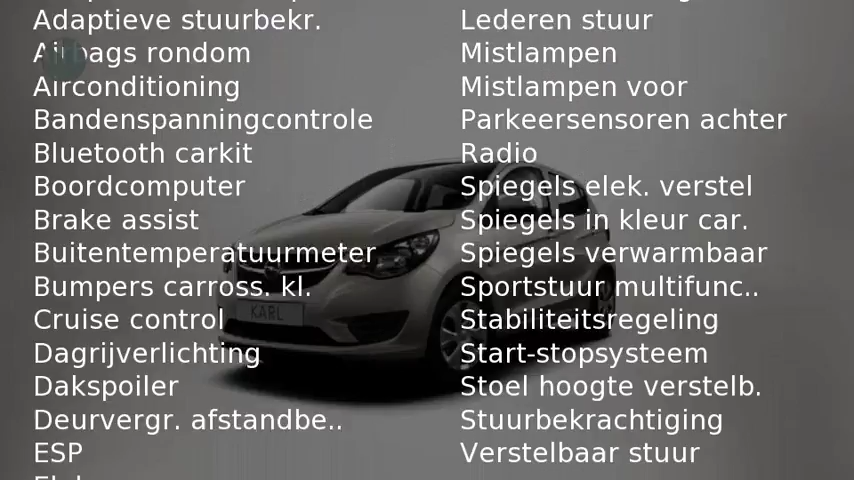 Adaptieve stuurbekr.
Airbags rondom
Airconditioning
Bandenspanningcontrole
Bluetooth carkit
Boordcomputer
Brake assist
Buitentemperatuurmeter
Bumpers carross. kl.
Cruise control
Dagrijverlichting
Dakspoiler
Deurvergr. afstandbe..
ESP
Lederen stuur
Mistlampen
Mistlampen voor
Parkeersensoren achter
Radio
Spiegels elek. verstel
Spiegels in kleur car.
Spiegels verwarmbaar
Sportstuur multifunc..
Stabiliteitsregeling
Start-stopsysteem
Stoel hoogte verstelb.
Stuurbekrachtiging
Verstelbaar stuur
KARL